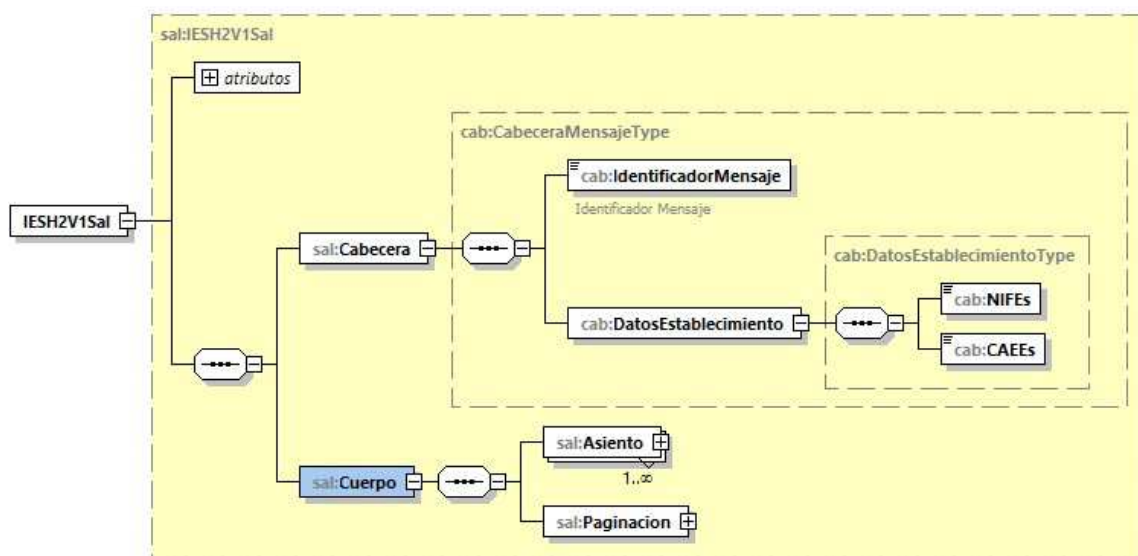 sal:IESH2V1Sal
atributos
cab:CabeceraMensajeType
cab:IdentificadorMensaje
Identificador Mensaje
IESH2V1Sal
sal:Cabecera
cab:DatosEstablecimientoType
cab:NIFEs
cab:DatosEstablecimiento
cab:CAEEs
sal:Asiento
1..∞
sal:Cuerpo
sal:Paginacion